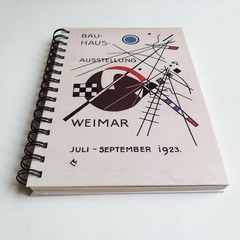 BAU-
HAUS-
AUSSTELLUNG
WEIMAR
JULI - SEPTEMBER 1923.